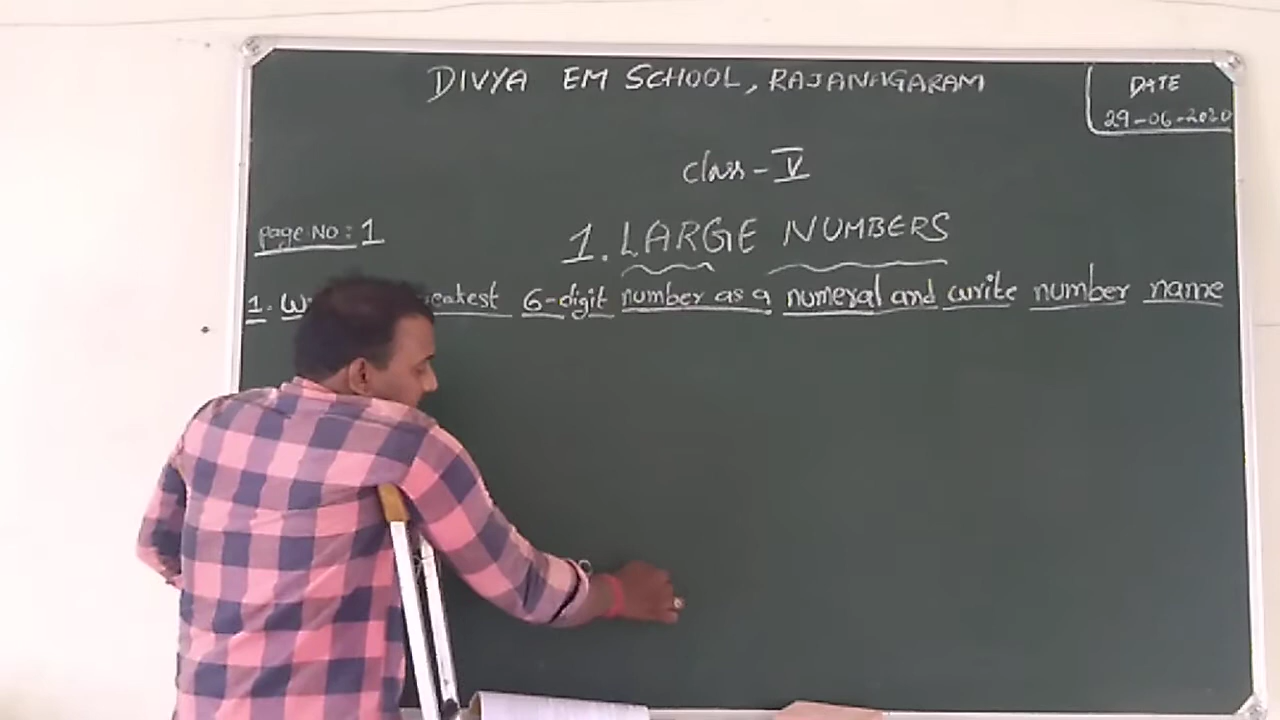 DIVYA EM SCHOOL, RAJANAGARAM
DATE
29-06-2020
Class - V
Page No: 1
1. LARGE NUMBERS
1. 6-digit number as a numeral and write number name